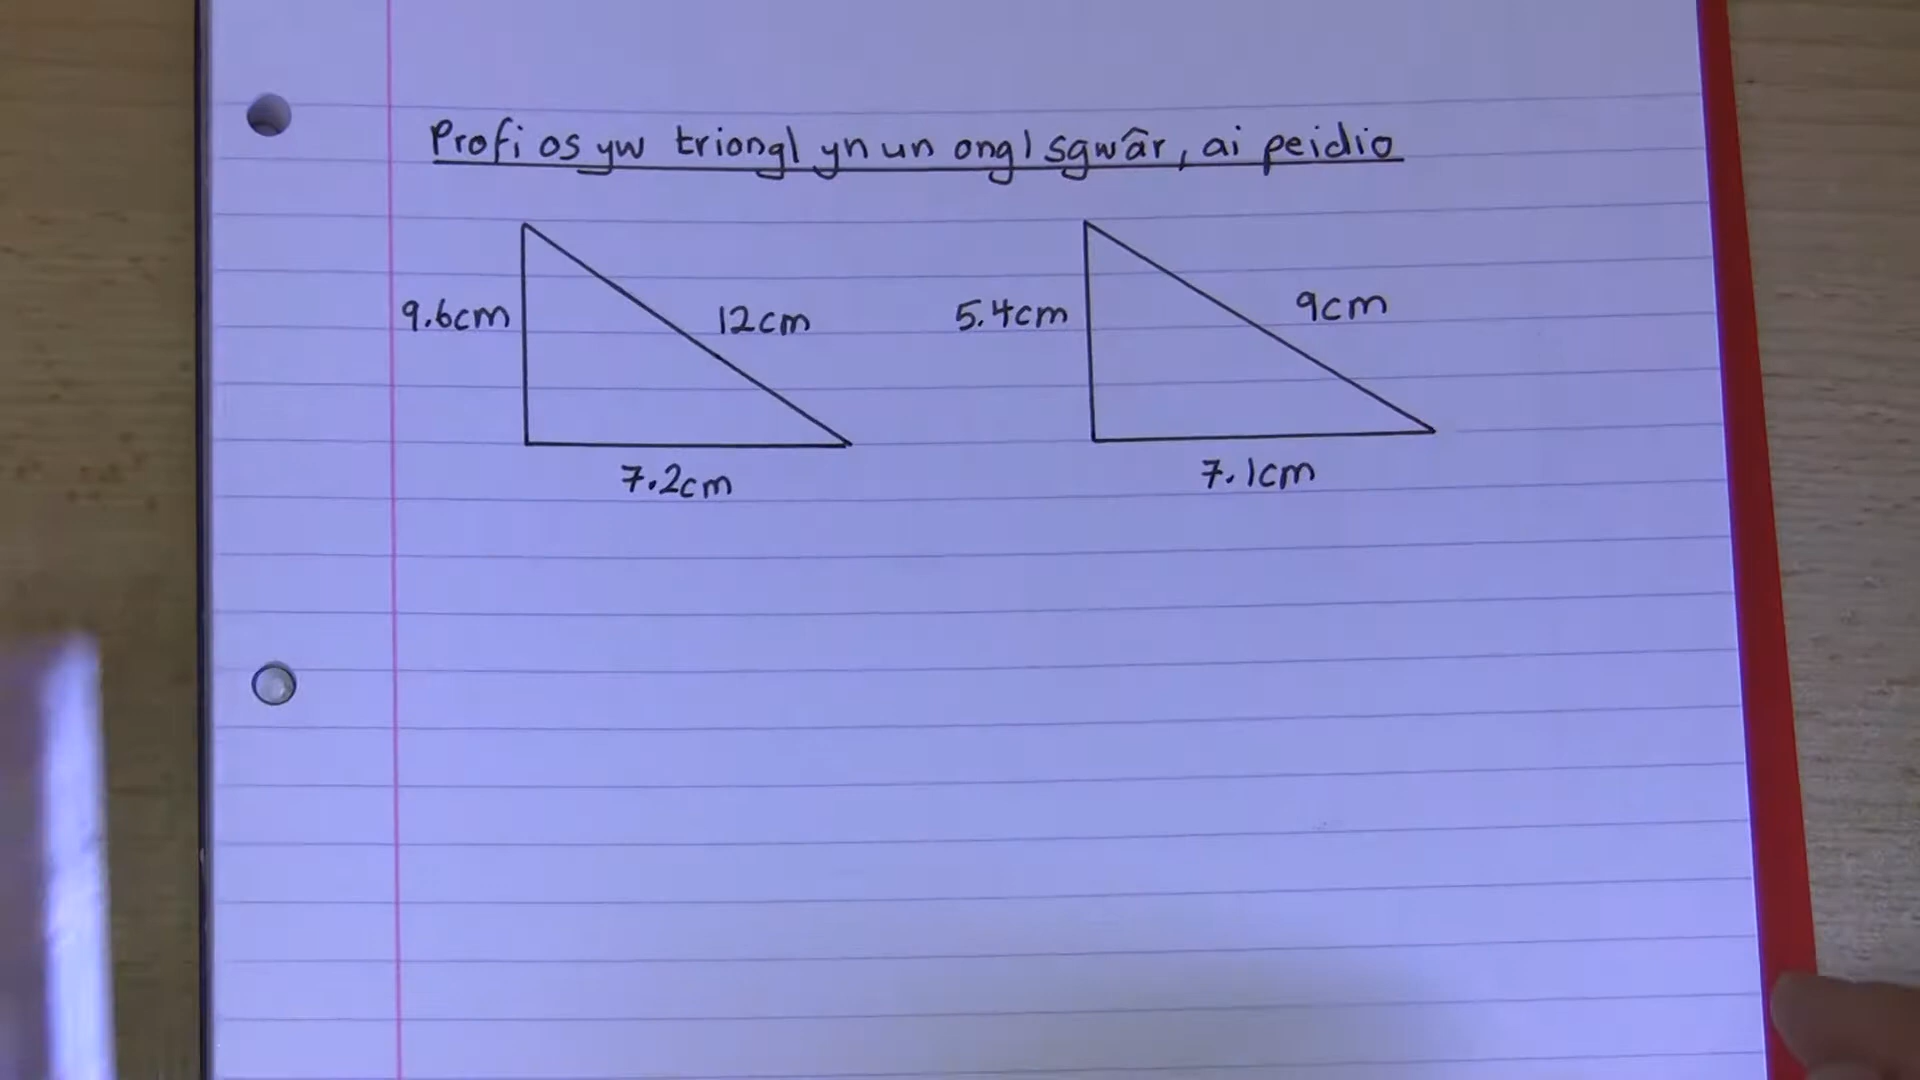 Profi os yw triongl yn un ongl sgwâr, ai peidio
9.6cm
12cm
7.2cm
5.4cm
9cm
7.1cm